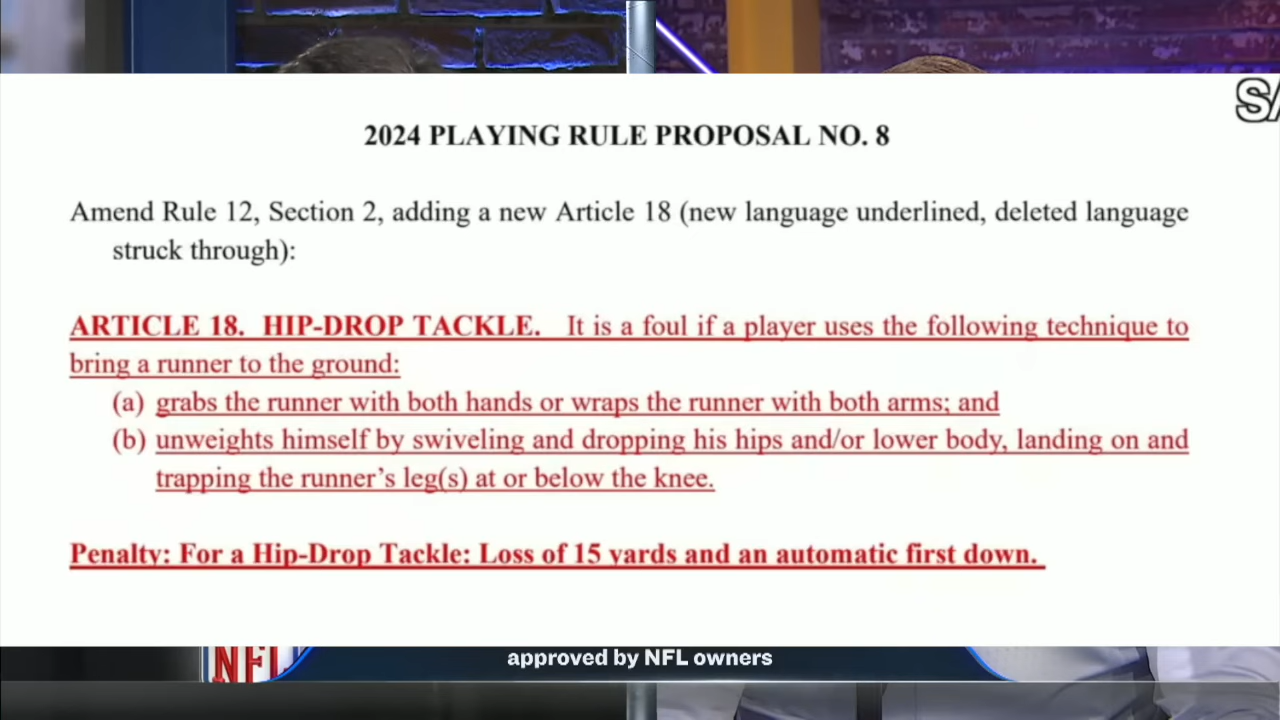 2024 PLAYING RULE PROPOSAL NO. 8
Amend Rule 12, Section 2, adding a new Article 18 (new language underlined, deleted language
struck through):
ARTICLE 18. HIP-DROP TACKLE. It is a foul if a player uses the following technique to
bring a runner to the ground:
(a) grabs the runner with both hands or wraps the runner with both arms; and
(b) unweights himself by swiveling and dropping his hips and/or lower body, landing on and
trapping the runner’s leg(s) at or below the knee.
Penalty: For a Hip-Drop Tackle: Loss of 15 yards and an automatic first down.
NFL
approved by NFL owners